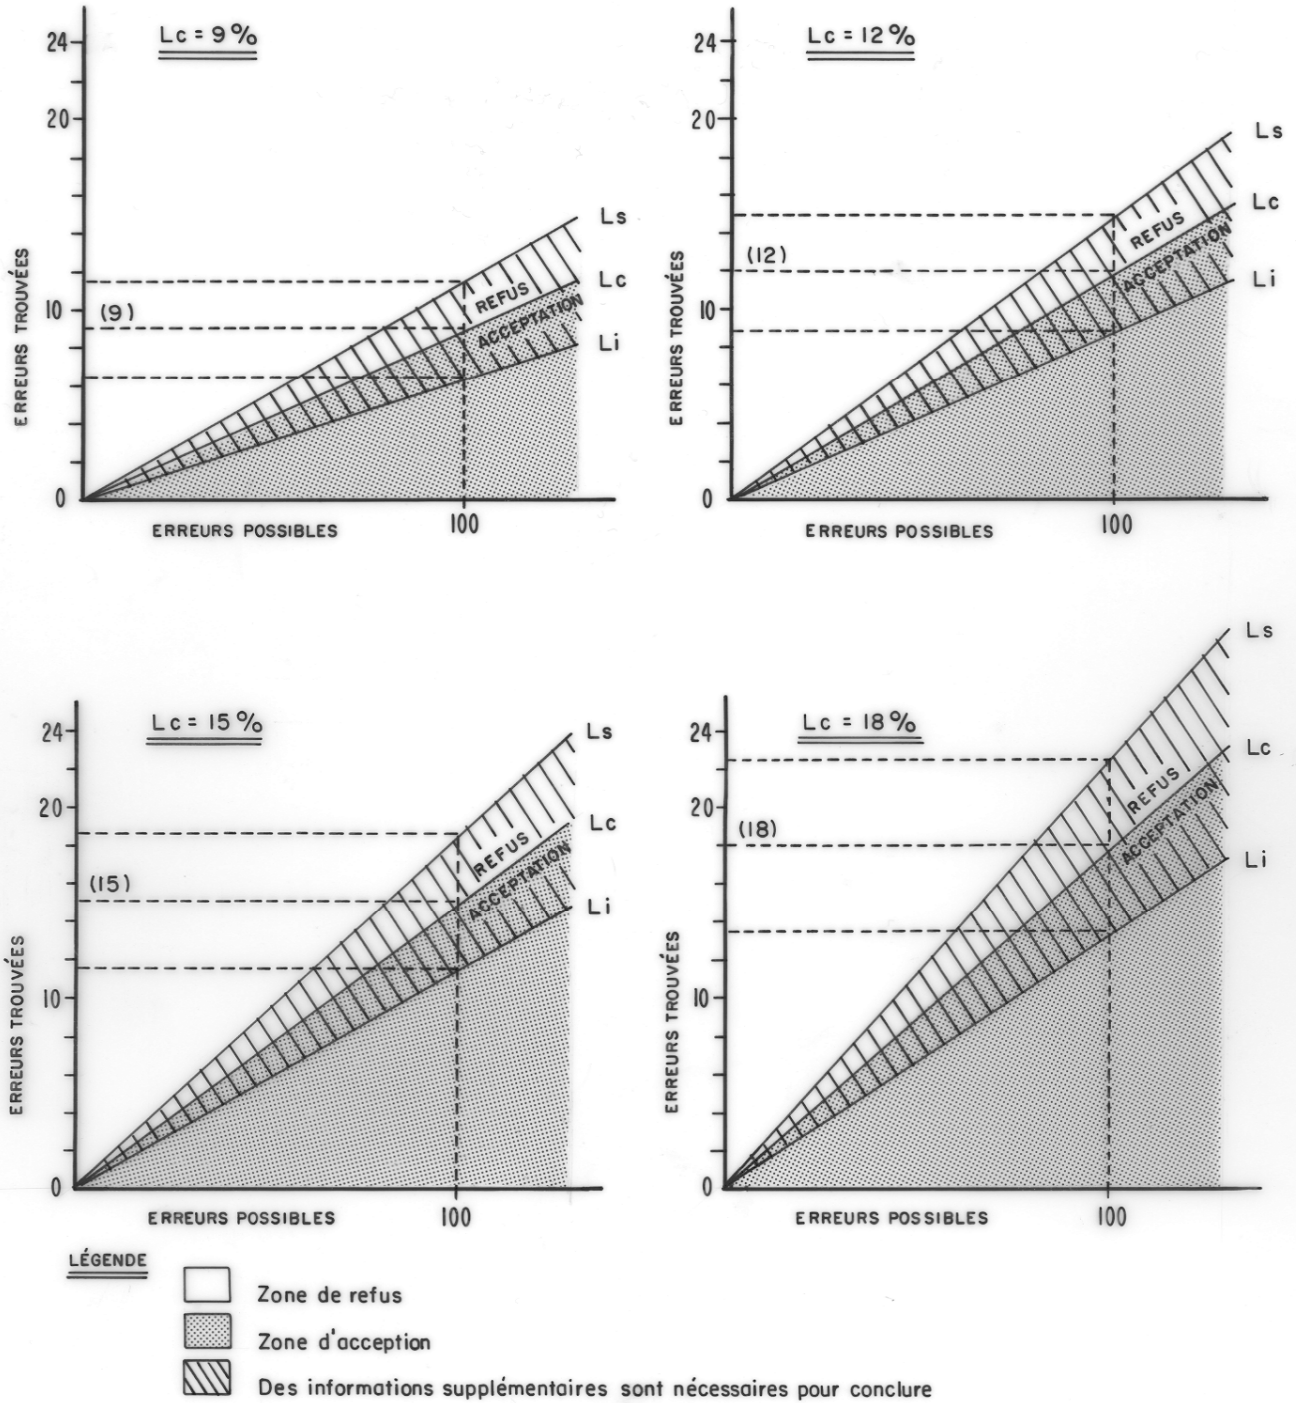 Lc = 9%
24
20
10
0
ERREURS TROUVÉES
(9)
Ls
Lc
Li
REFUS
ACCEPTATION
ERREURS POSSIBLES
100
Lc = 12%
24
20
10
0
ERREURS TROUVÉES
(12)
Ls
Lc
Li
REFUS
ACCEPTATION
ERREURS POSSIBLES
100
Lc = 15%
24
20
10
0
ERREURS TROUVÉES
(15)
Ls
Lc
Li
REFUS
ACCEPTATION
ERREURS POSSIBLES
100
Lc = 18%
24
20
10
0
ERREURS TROUVÉES
(18)
Ls
Lc
Li
REFUS
ACCEPTATION
ERREURS POSSIBLES
100
LÉGENDE
Zone de refus
Zone d'acception
Des informations supplémentaires sont nécessaires pour conclure